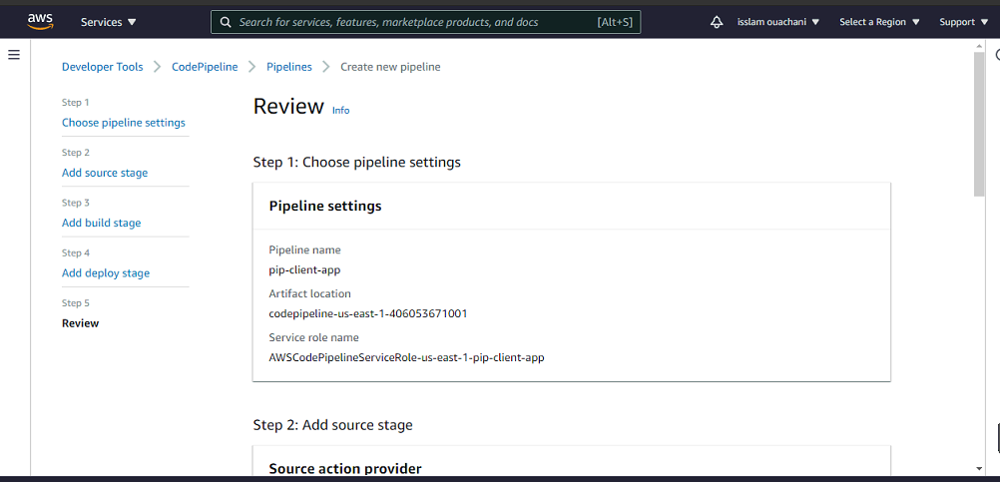 aws Services Search for services, features, marketplace products, and docs [Alt+S] isslam ouachani Select a Region Support
Developer Tools CodePipeline Pipelines Create new pipeline
Step 1
Choose pipeline settings
Step 2
Add source stage
Step 3
Add build stage
Step 4
Add deploy stage
Step 5
Review
Review Info
Step 1: Choose pipeline settings
Pipeline settings
Pipeline name
pip-client-app
Artifact location
codepipeline-us-east-1-406053671001
Service role name
AWSCodePipelineServiceRole-us-east-1-pip-client-app
Step 2: Add source stage
Source action provider